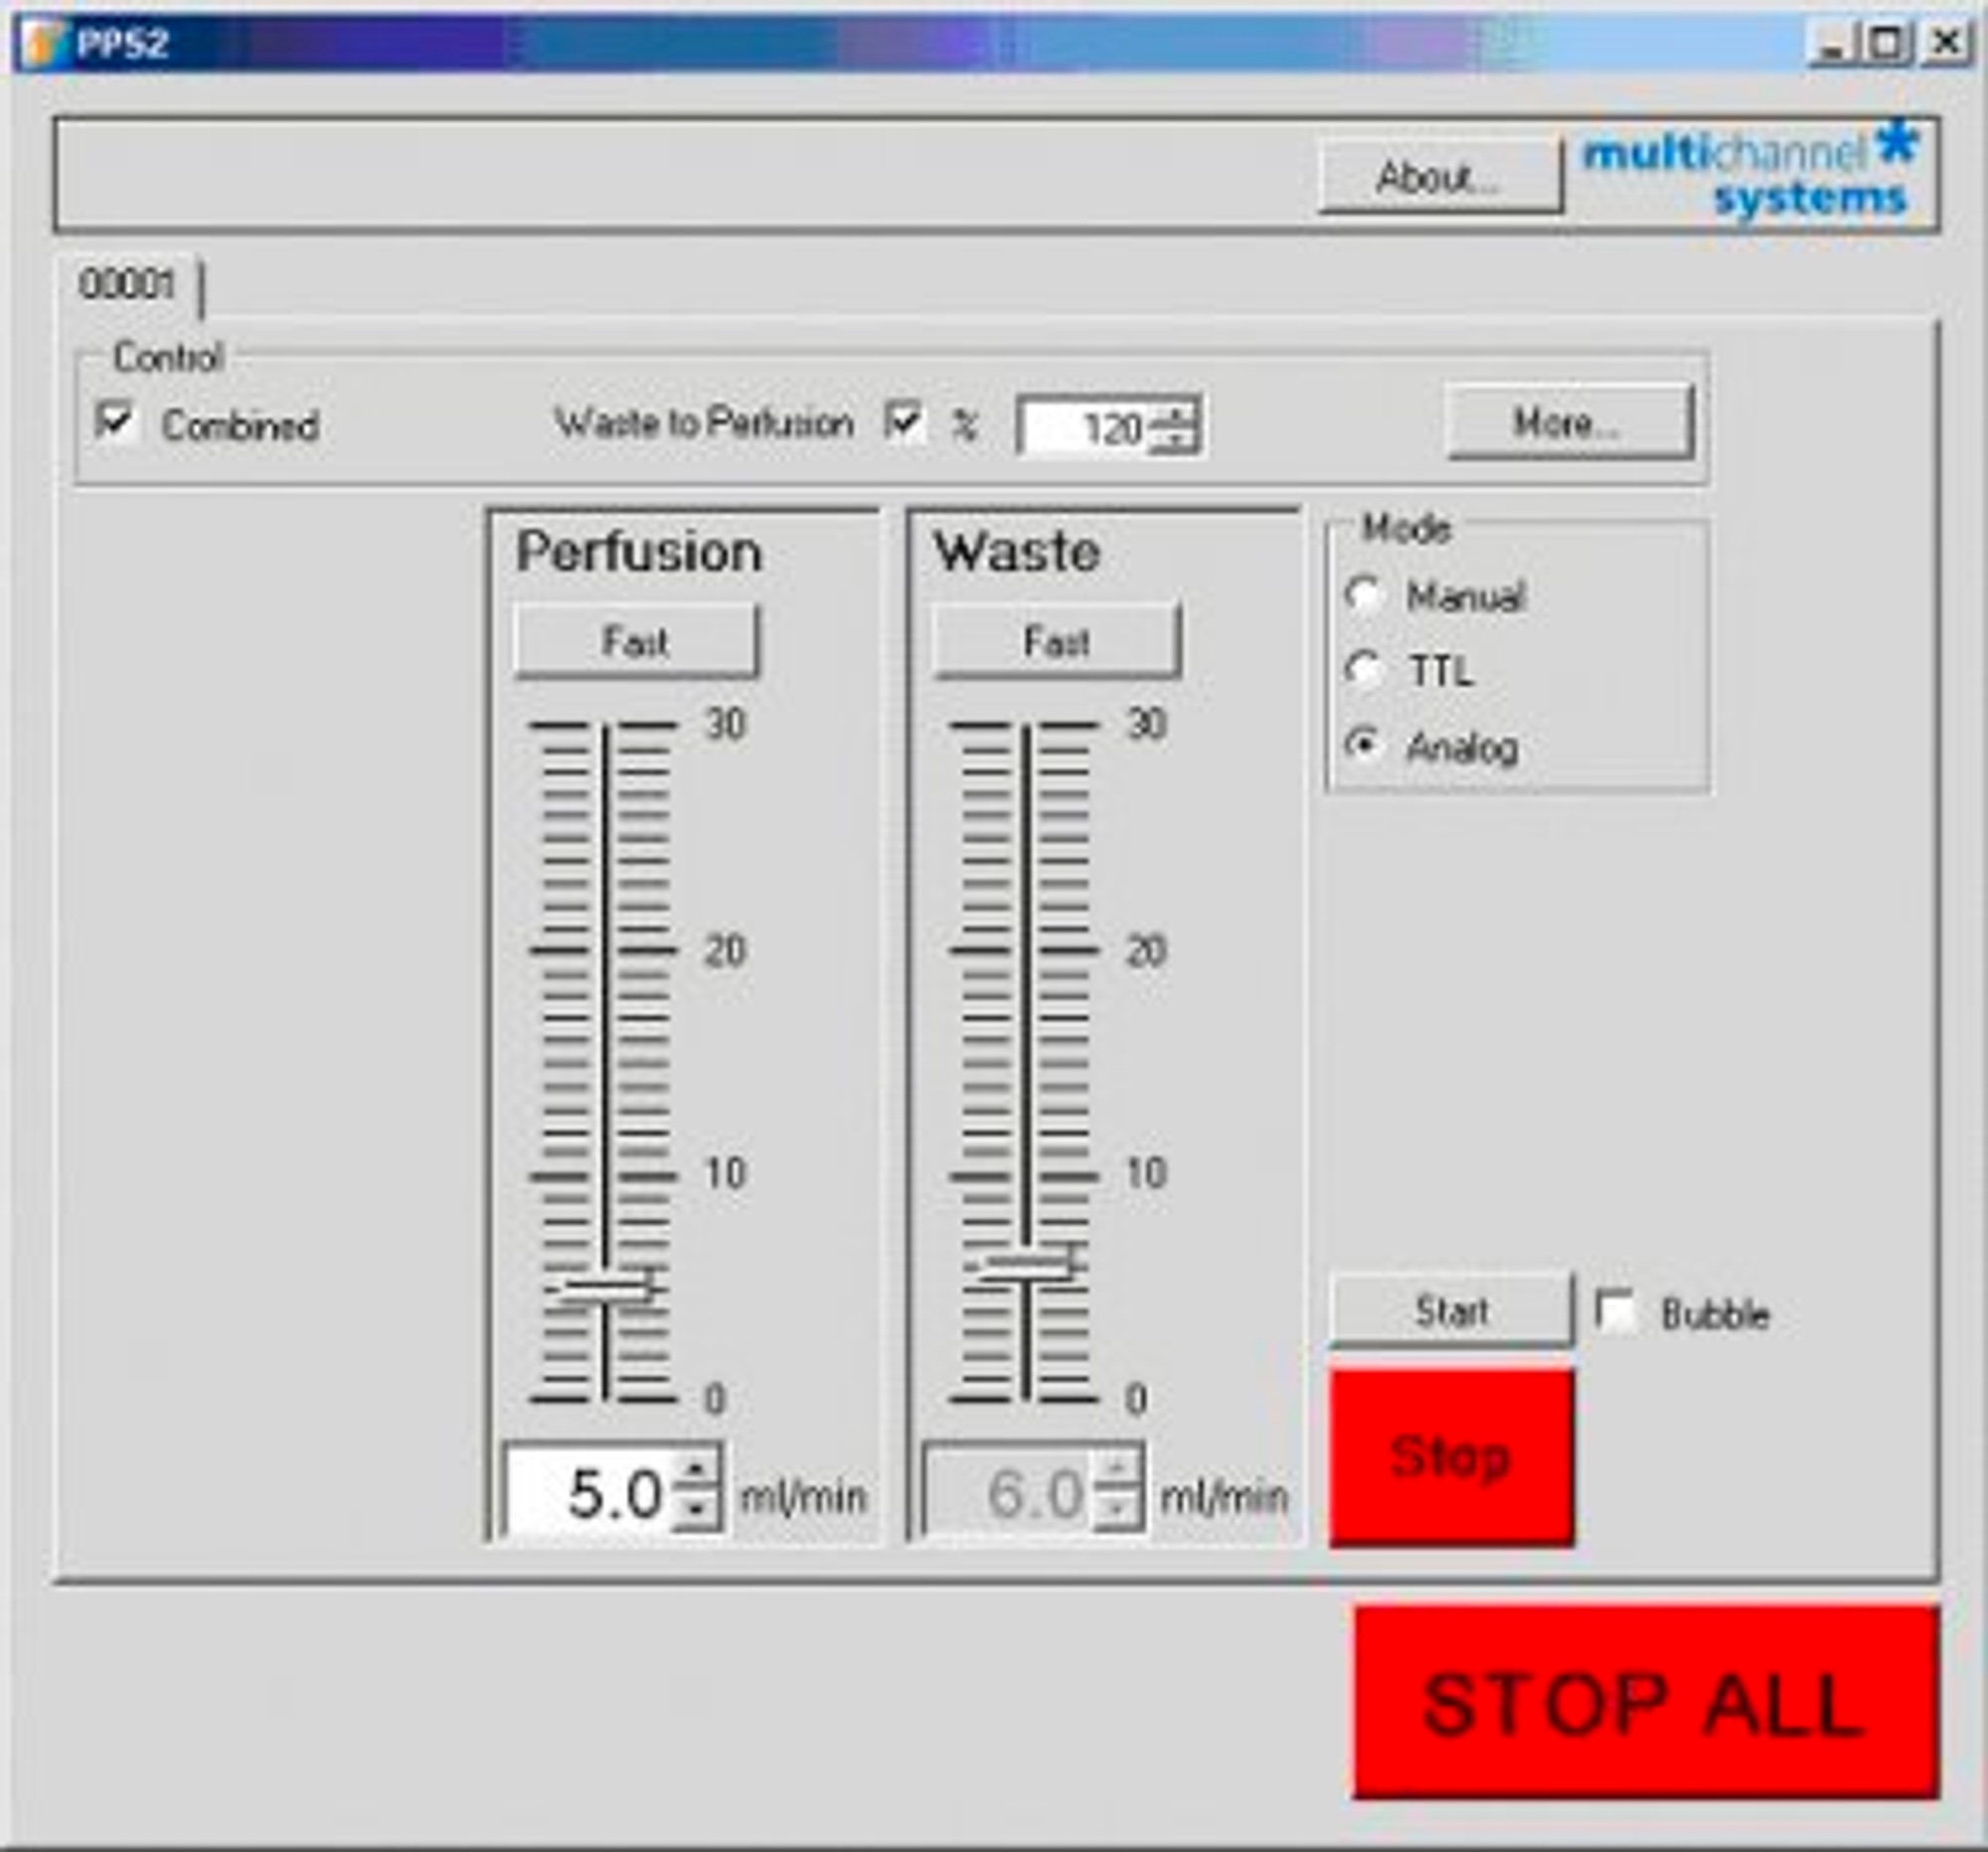 PPS2
About...
multichannel*
systems
00001
Control
Combined
Waste to Perfusion
%
120
More...
Perfusion
Fast
30
20
10
0
5.0
ml/min
Waste
Fast
30
20
10
0
6.0
ml/min
Mode
Manual
TTL
Analog
Start
Bubble
Stop
STOP ALL